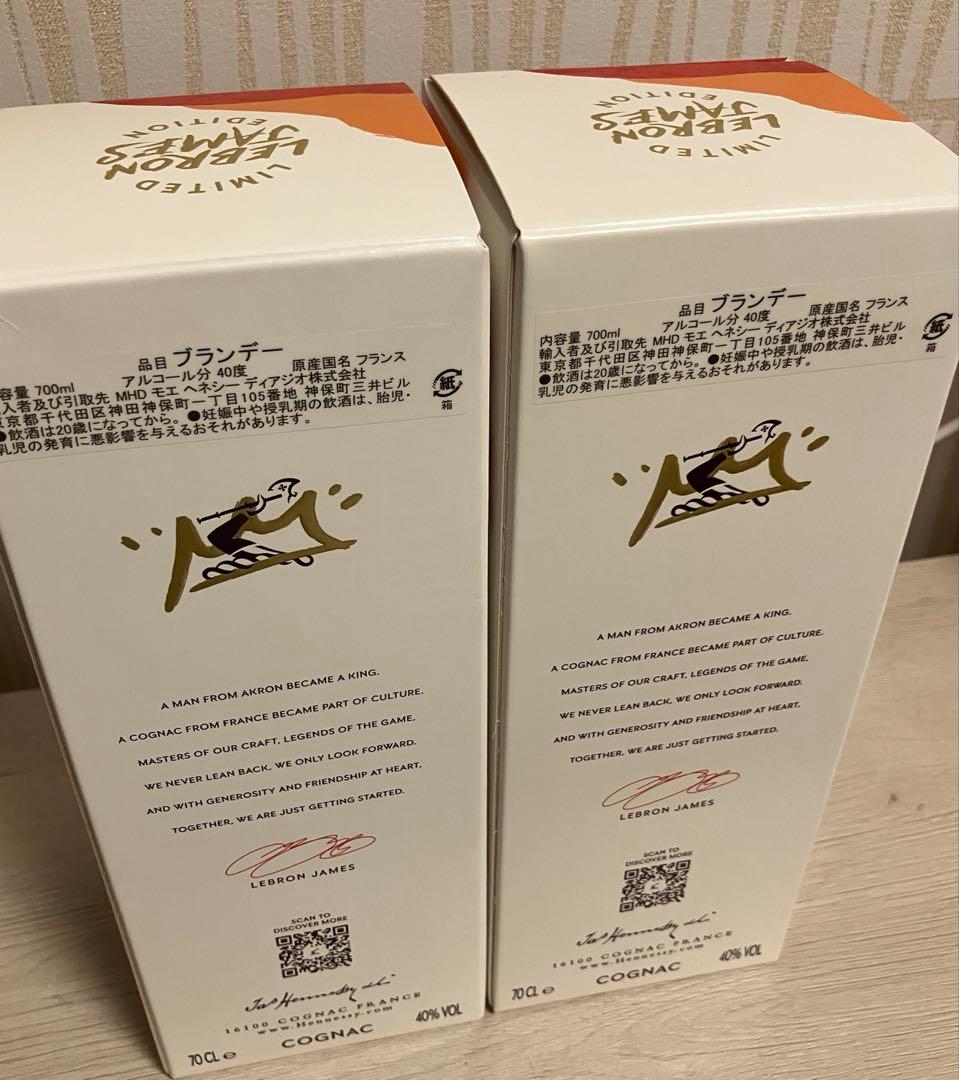 LIMITED
LEBRON
JAMES
EDITION
品目 ブランデー
容量 700ml アルコール分 40度 原産国名 フランス
入者及び引取先 MHD モエ ヘネシー ディアジオ株式会社
京都千代田区神田神保町一丁目105番地 神保町三井ビル
●飲酒は20歳になってから。●妊娠中や授乳期の飲酒は、胎児・
乳児の発育に悪影響を与えるおそれがあります。
紙
箱
A MAN FROM AKRON BECAME A KING.
A COGNAC FROM FRANCE BECAME PART OF CULTURE.
MASTERS OF OUR CRAFT, LEGENDS OF THE GAME,
WE NEVER LEAN BACK, WE ONLY LOOK FORWARD.
AND WITH GENEROSITY AND FRIENDSHIP AT HEART,
TOGETHER, WE ARE JUST GETTING STARTED.
LEBRON JAMES
SCAN TO
DISCOVER MORE
Jas Hennessy & Co
16100 COGNAC FRANCE
www.Hennessy.com
70 CL e COGNAC 40% VOL
LIMITED
LEBRON
JAMES
EDITION
品目 ブランデー
内容量 700ml アルコール分 40度 原産国名 フランス
輸入者及び引取先 MHD モエ ヘネシー ディアジオ株式会社
東京都千代田区神田神保町一丁目105番地 神保町三井ビル
●飲酒は20歳になってから。●妊娠中や授乳期の飲酒は、胎児・
乳児の発育に悪影響を与えるおそれがあります。
紙
箱
A MAN FROM AKRON BECAME A KING.
A COGNAC FROM FRANCE BECAME PART OF CULTURE.
MASTERS OF OUR CRAFT, LEGENDS OF THE GAME,
WE NEVER LEAN BACK, WE ONLY LOOK FORWARD.
AND WITH GENEROSITY AND FRIENDSHIP AT HEART,
TOGETHER, WE ARE JUST GETTING STARTED.
LEBRON JAMES
SCAN TO
DISCOVER MORE
Jas Hennessy & Co
16100 COGNAC FRANCE
www.Hennessy.com
70 CL e COGNAC 40% VOL